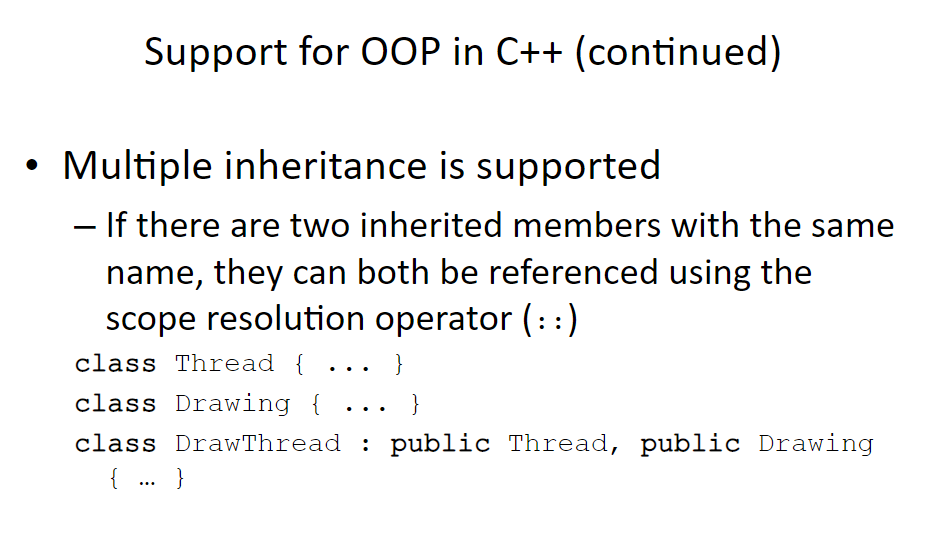 Support for OOP in C++ (continued)
• Multiple inheritance is supported
– If there are two inherited members with the same
name, they can both be referenced using the
scope resolution operator (::)
class Thread { ... }
class Drawing { ... }
class DrawThread : public Thread, public Drawing
{ … }